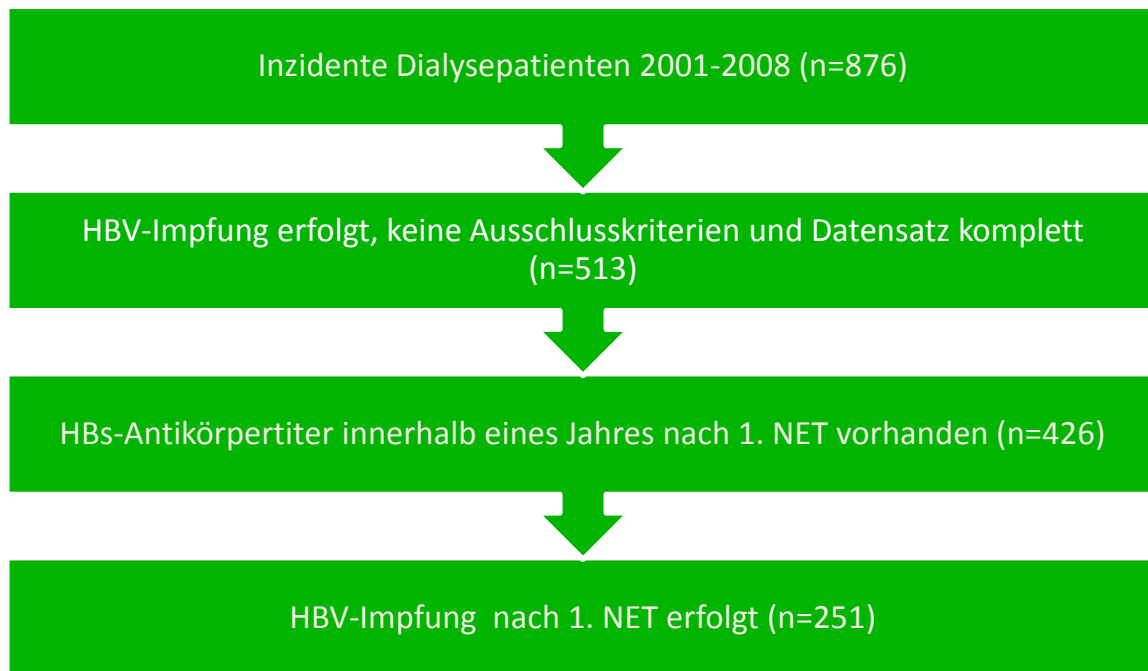 Inzidente Dialysepatienten 2001-2008 (n=876)
HBV-Impfung erfolgt, keine Ausschlusskriterien und Datensatz komplett
(n=513)
HBs-Antikörpertiter innerhalb eines Jahres nach 1. NET vorhanden (n=426)
HBV-Impfung  nach 1. NET erfolgt (n=251)